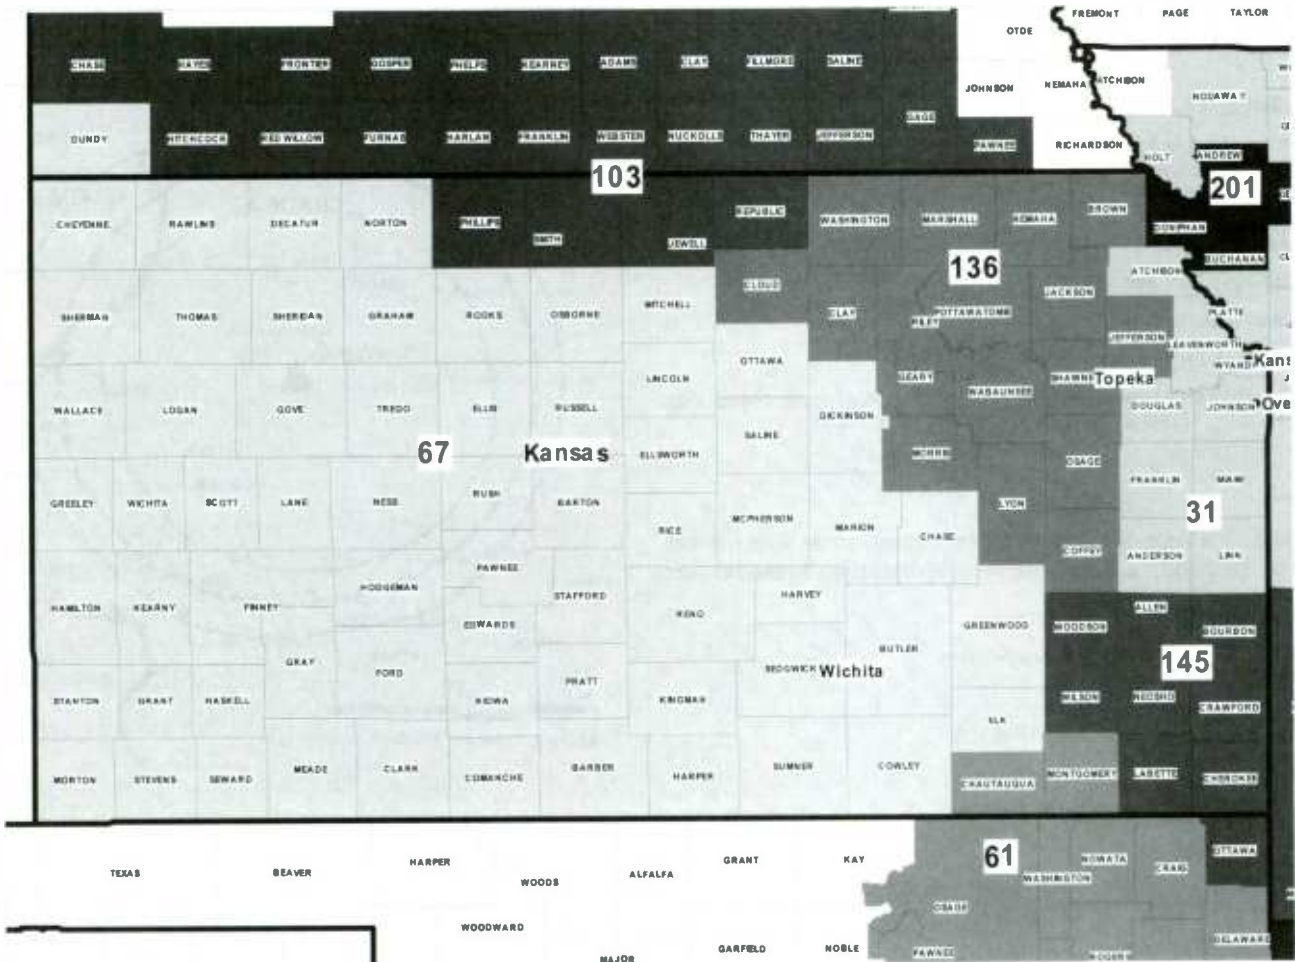 FREMONT PAGE TAYLOR
OTDE
CHASE HAYES FRONTIER GOSPER PHELPS KEARNEY ADAMS CLAY FILLMORE SALINE
JOHNSON NEMAHA ATCHISON
NODAWAY
GAGE
DUNDY HITCHCOCK RED WILLOW FURNAS HARLAN FRANKLIN WEBSTER NUCKOLLS THAYER JEFFERSON
PAWNEE RICHARDSON HOLT ANDREW
103
201
CHEYENNE RAWLINS DECATUR NORTON PHILLIPS SMITH JEWELL REPUBLIC WASHINGTON MARSHALL NEMAHA BROWN
DONIPHAN
136
BUCHANAN
ATCHISON
CLOUD
JACKSON
MITCHELL
SHERMAN THOMAS SHERIDAN GRAHAM ROOKS OSBORNE CLAY RILEY POTTAWATOMIE PLATTE
JEFFERSON LEAVENWORTH
OTTAWA
Kans
WYAND
LINCOLN GEARY WABAUNSEE SHAWNE Topeka
J
WALLACE LOGAN GOVE TREGO ELLIS RUSSELL DICKINSON DOUGLAS JOHNSON Ove
SALINE
67 Kansas ELLSWORTH MORRIS OSAGE
GREELEY WICHITA SCOTT LANE NESS RUSH BARTON FRANKLIN MIAMI
LYON
31
RICE MCPHERSON MARION CHASE
COFFEY ANDERSON LINN
PAWNEE
HODGEMAN STAFFORD HARVEY
HAMILTON KEARNY FINNEY RENO ALLEN
EDWARDS GREENWOOD WOODSON BOURBON
GRAY FORD BUTLER
145
SEDGWICK Wichita
PRATT
STANTON GRANT HASKELL KIOWA KINGMAN WILSON NEOSHO CRAWFORD
ELK
MORTON STEVENS SEWARD MEADE CLARK COMANCHE BARBER HARPER SUMNER COWLEY CHAUTAUQUA MONTGOMERY LABETTE CHEROKEE
61
OTTAWA
TEXAS BEAVER HARPER WOODS ALFALFA GRANT KAY WASHINGTON NOWATA CRAIG
OSAGE
WOODWARD
MAJOR GARFIELD NOBLE PAWNEE ROGERS DELAWARE